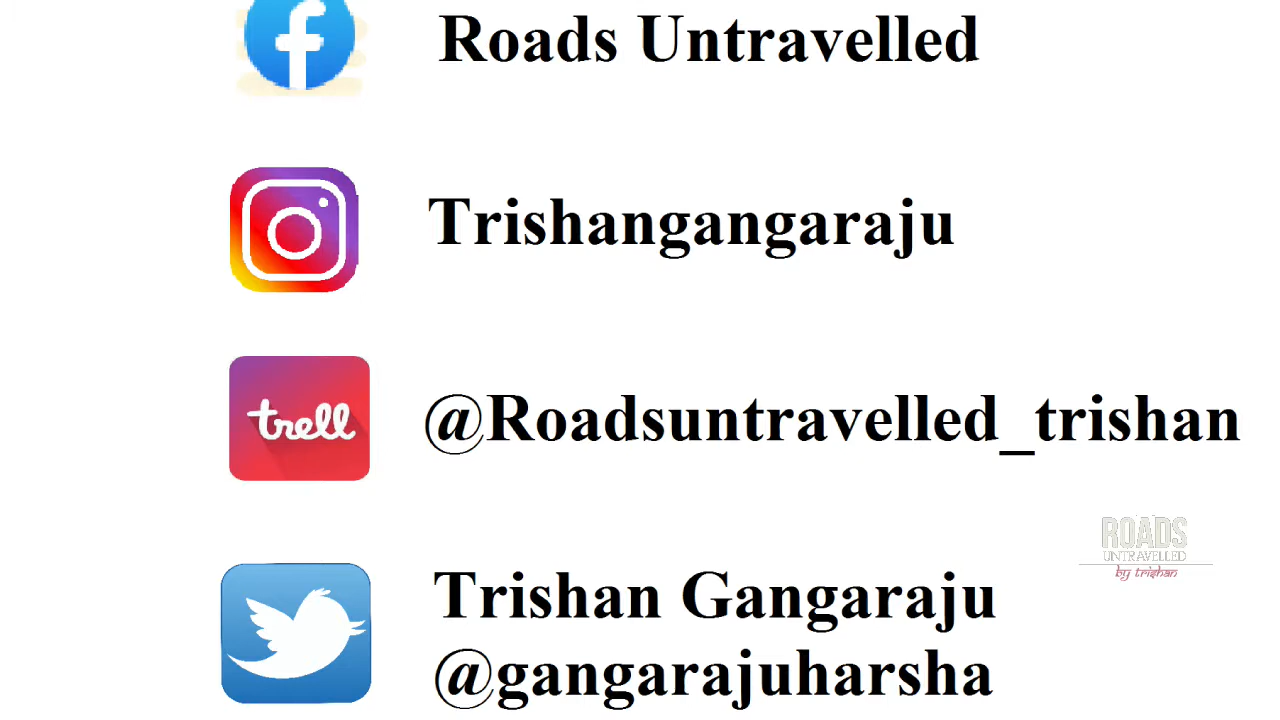 Roads Untravelled
Trishangangaraju
trell
@Roadsuntravelled_trishan
Trishan Gangaraju
@gangarajuharsha
ROADS
UNTRAVELLED
by trishan